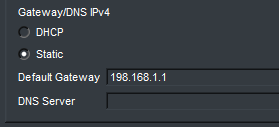 Gateway/DNS IPv4
DHCP
Static
Default Gateway 198.168.1.1
DNS Server